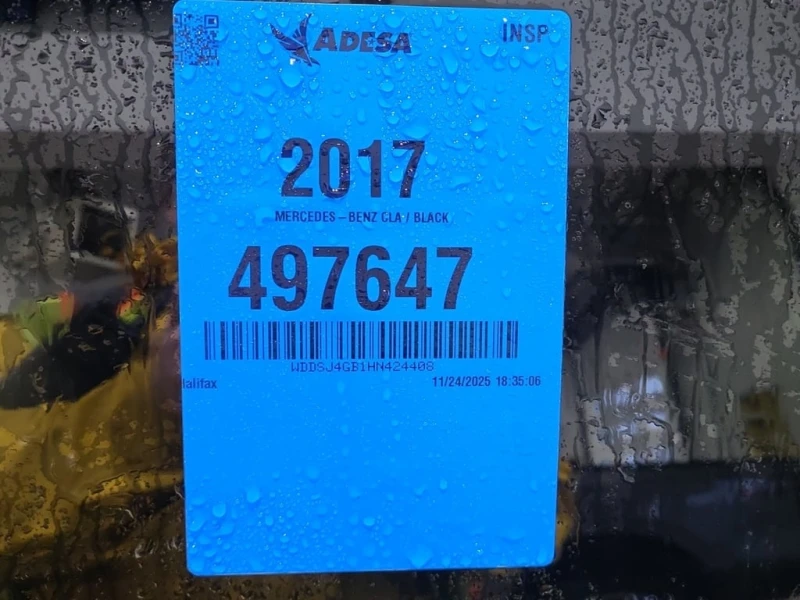 ADESA
INSP
2017
MERCEDES-BENZ CLA / BLACK
497647
WDDSJ4GB1HN424408
Halifax
11/24/2025 18:35:06